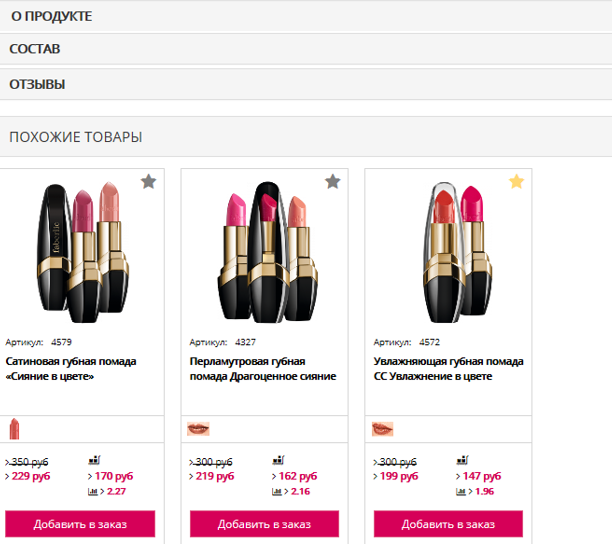 О ПРОДУКТЕ
СОСТАВ
ОТЗЫВЫ
ПОХОЖИЕ ТОВАРЫ
faberlic
Артикул: 4579
Сатиновая губная помада
«Сияние в цвете»
350 руб
229 руб
170 руб
2.27
Добавить в заказ
Артикул: 4327
Перламутровая губная
помада Драгоценное сияние
300 руб
219 руб
162 руб
2.16
Добавить в заказ
Артикул: 4572
Увлажняющая губная помада
СС Увлажнение в цвете
300 руб
199 руб
147 руб
1.96
Добавить в заказ